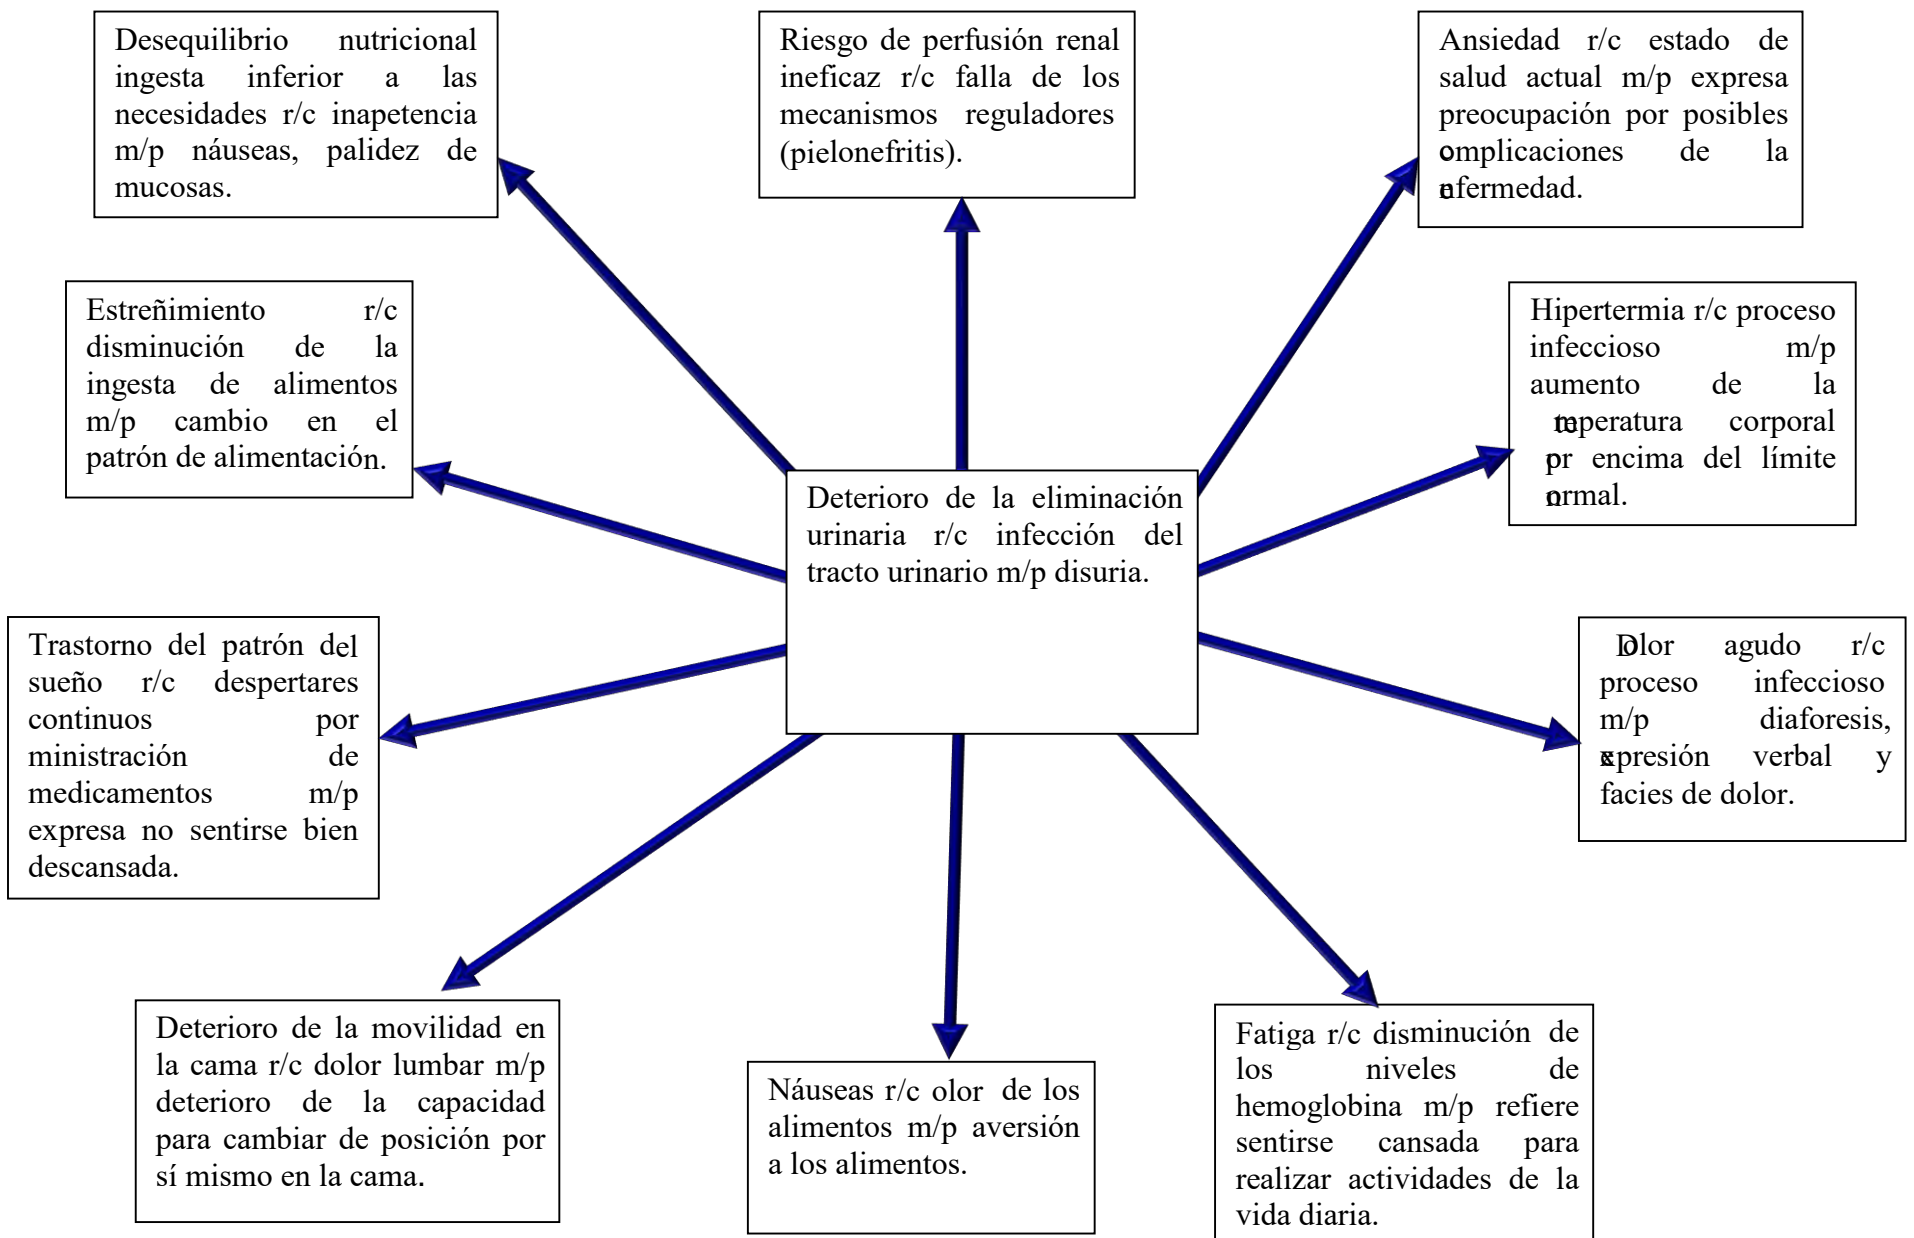 Desequilibrio nutricional
ingesta inferior a las
necesidades r/c inapetencia
m/p náuseas, palidez de
mucosas.
Riesgo de perfusión renal
ineficaz r/c falla de los
mecanismos reguladores
(pielonefritis).
Ansiedad r/c estado de
salud actual m/p expresa
preocupación por posibles
complicaciones de la
enfermedad.
Estreñimiento r/c
disminución de la
ingesta de alimentos
m/p cambio en el
patrón de alimentación.
Hipertermia r/c proceso
infeccioso m/p
aumento de la
temperatura corporal
por encima del límite
normal.
Deterioro de la eliminación
urinaria r/c infección del
tracto urinario m/p disuria.
Trastorno del patrón del
sueño r/c despertares
continuos por
ministración de
medicamentos m/p
expresa no sentirse bien
descansada.
Dolor agudo r/c
proceso infeccioso
m/p diaforesis,
expresión verbal y
facies de dolor.
Deterioro de la movilidad en
la cama r/c dolor lumbar m/p
deterioro de la capacidad
para cambiar de posición por
sí mismo en la cama.
Náuseas r/c olor de los
alimentos m/p aversión
a los alimentos.
Fatiga r/c disminución de
los niveles de
hemoglobina m/p refiere
sentirse cansada para
realizar actividades de la
vida diaria.